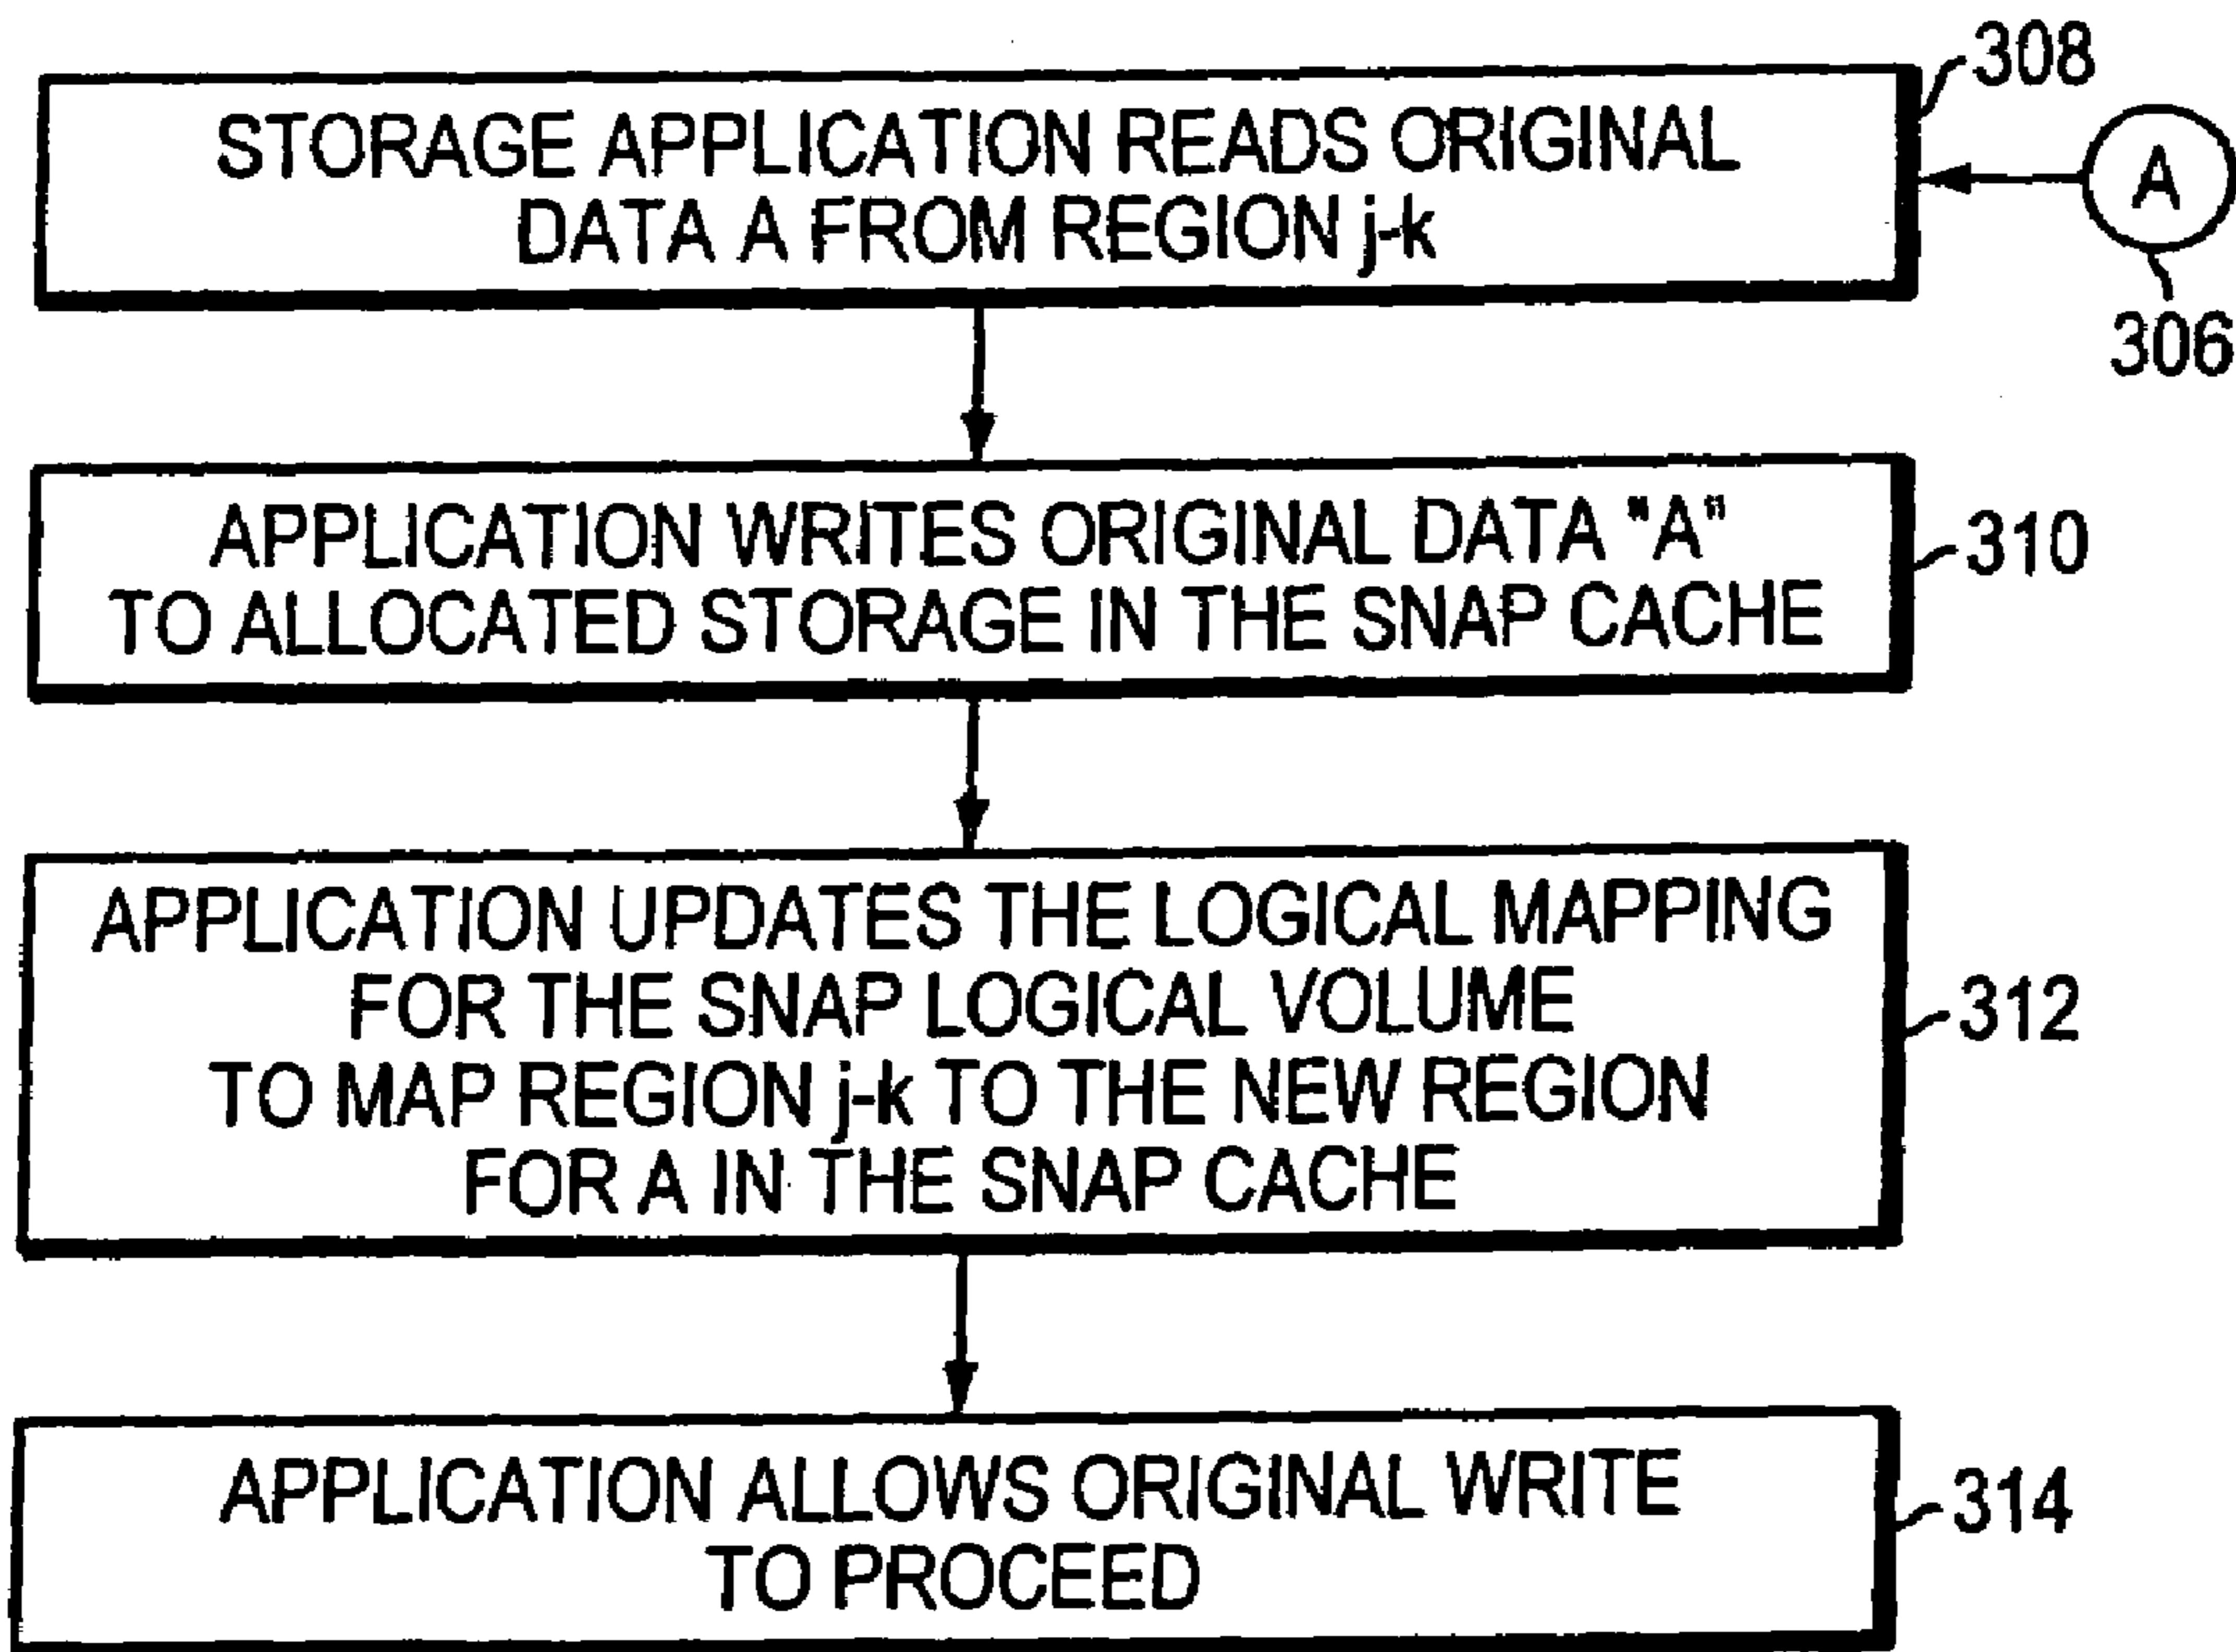 308
STORAGE APPLICATION READS ORIGINAL
DATA A FROM REGION j-k
A
306
APPLICATION WRITES ORIGINAL DATA "A"
TO ALLOCATED STORAGE IN THE SNAP CACHE
310
APPLICATION UPDATES THE LOGICAL MAPPING
FOR THE SNAP LOGICAL VOLUME
TO MAP REGION j-k TO THE NEW REGION
FOR A IN THE SNAP CACHE
312
APPLICATION ALLOWS ORIGINAL WRITE
TO PROCEED
314